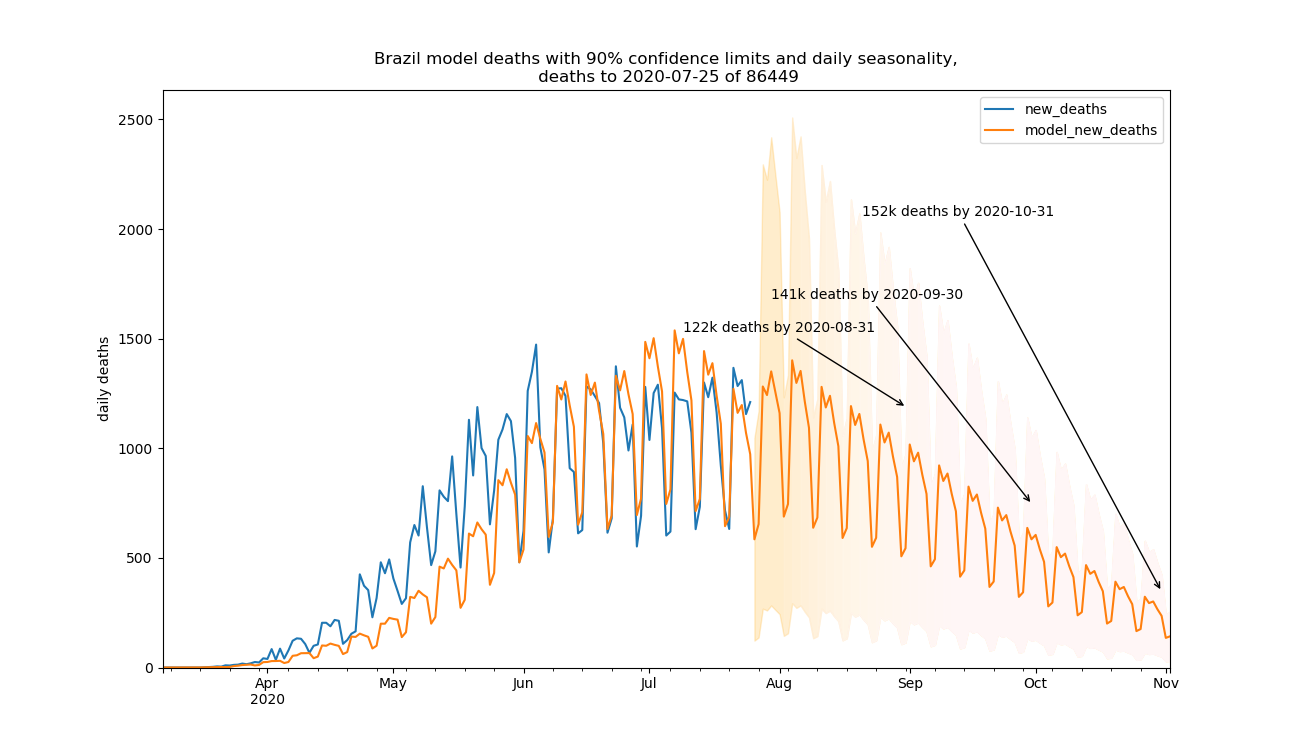 Brazil model deaths with 90% confidence limits and daily seasonality,
deaths to 2020-07-25 of 86449
new_deaths
model_new_deaths
2500
2000
1500
1000
500
0
daily deaths
152k deaths by 2020-10-31
141k deaths by 2020-09-30
122k deaths by 2020-08-31
Apr May Jun Jul Aug Sep Oct Nov
2020